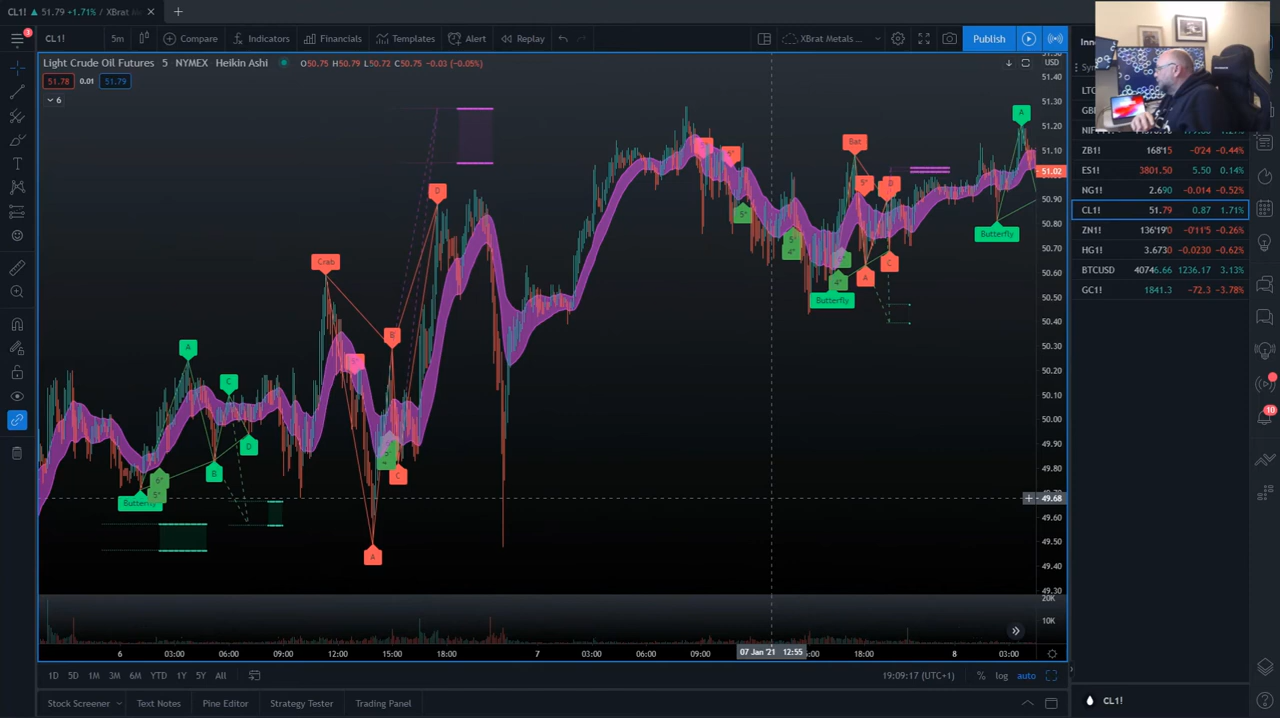 CL1! ▲ 51.79 +1.71% / XBrat Me
CL1! 5m Compare Indicators Financials Templates Alert Replay XBrat Metals ... Publish
Light Crude Oil Futures 5 NYMEX Heikin Ashi O50.75 H50.79 L50.72 C50.75 −0.03 (−0.05%)
51.78 0.01 51.79
6
USD
51.40
51.30
51.20
51.10
51.02
50.90
50.80
50.70
50.60
50.50
50.40
50.30
50.20
50.10
50.00
49.90
49.80
49.68
49.60
49.50
49.40
49.30
20K
10K
Butterfly
A
B
C
D
6*
5*
Crab
A
B
C
D
Bat
A
B
C
Butterfly
Butterfly
A
Inn
Sy
LTC
GB
NIFT
ZB1! 168'15 −0'24 −0.44%
ES1! 3801.50 5.50 0.14%
NG1! 2.690 −0.014 −0.52%
CL1! 51.79 0.87 1.71%
ZN1! 136'19'0 −0'11'5 −0.26%
HG1! 3.6730 −0.0230 −0.62%
BTCUSD 40746.66 1236.17 3.13%
GC1! 1841.3 −72.3 −3.78%
6 03:00 06:00 09:00 12:00 15:00 18:00 7 03:00 06:00 09:00 07 Jan '21 12:55 18:00 8 03:00
1D 5D 1M 3M 6M YTD 1Y 5Y All 19:09:17 (UTC+1) % log auto
Stock Screener Text Notes Pine Editor Strategy Tester Trading Panel
CL1!